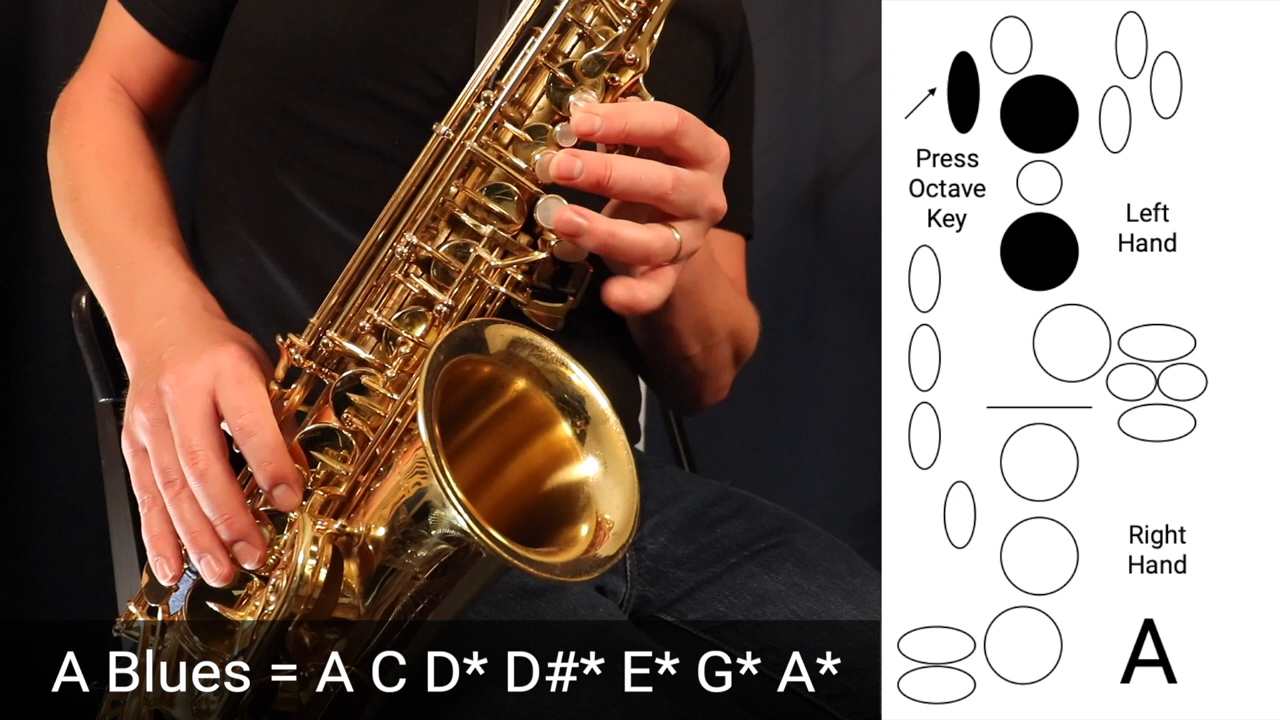 Press
Octave
Key
Left
Hand
Right
Hand
A
A Blues = A C D* D#* E* G* A*